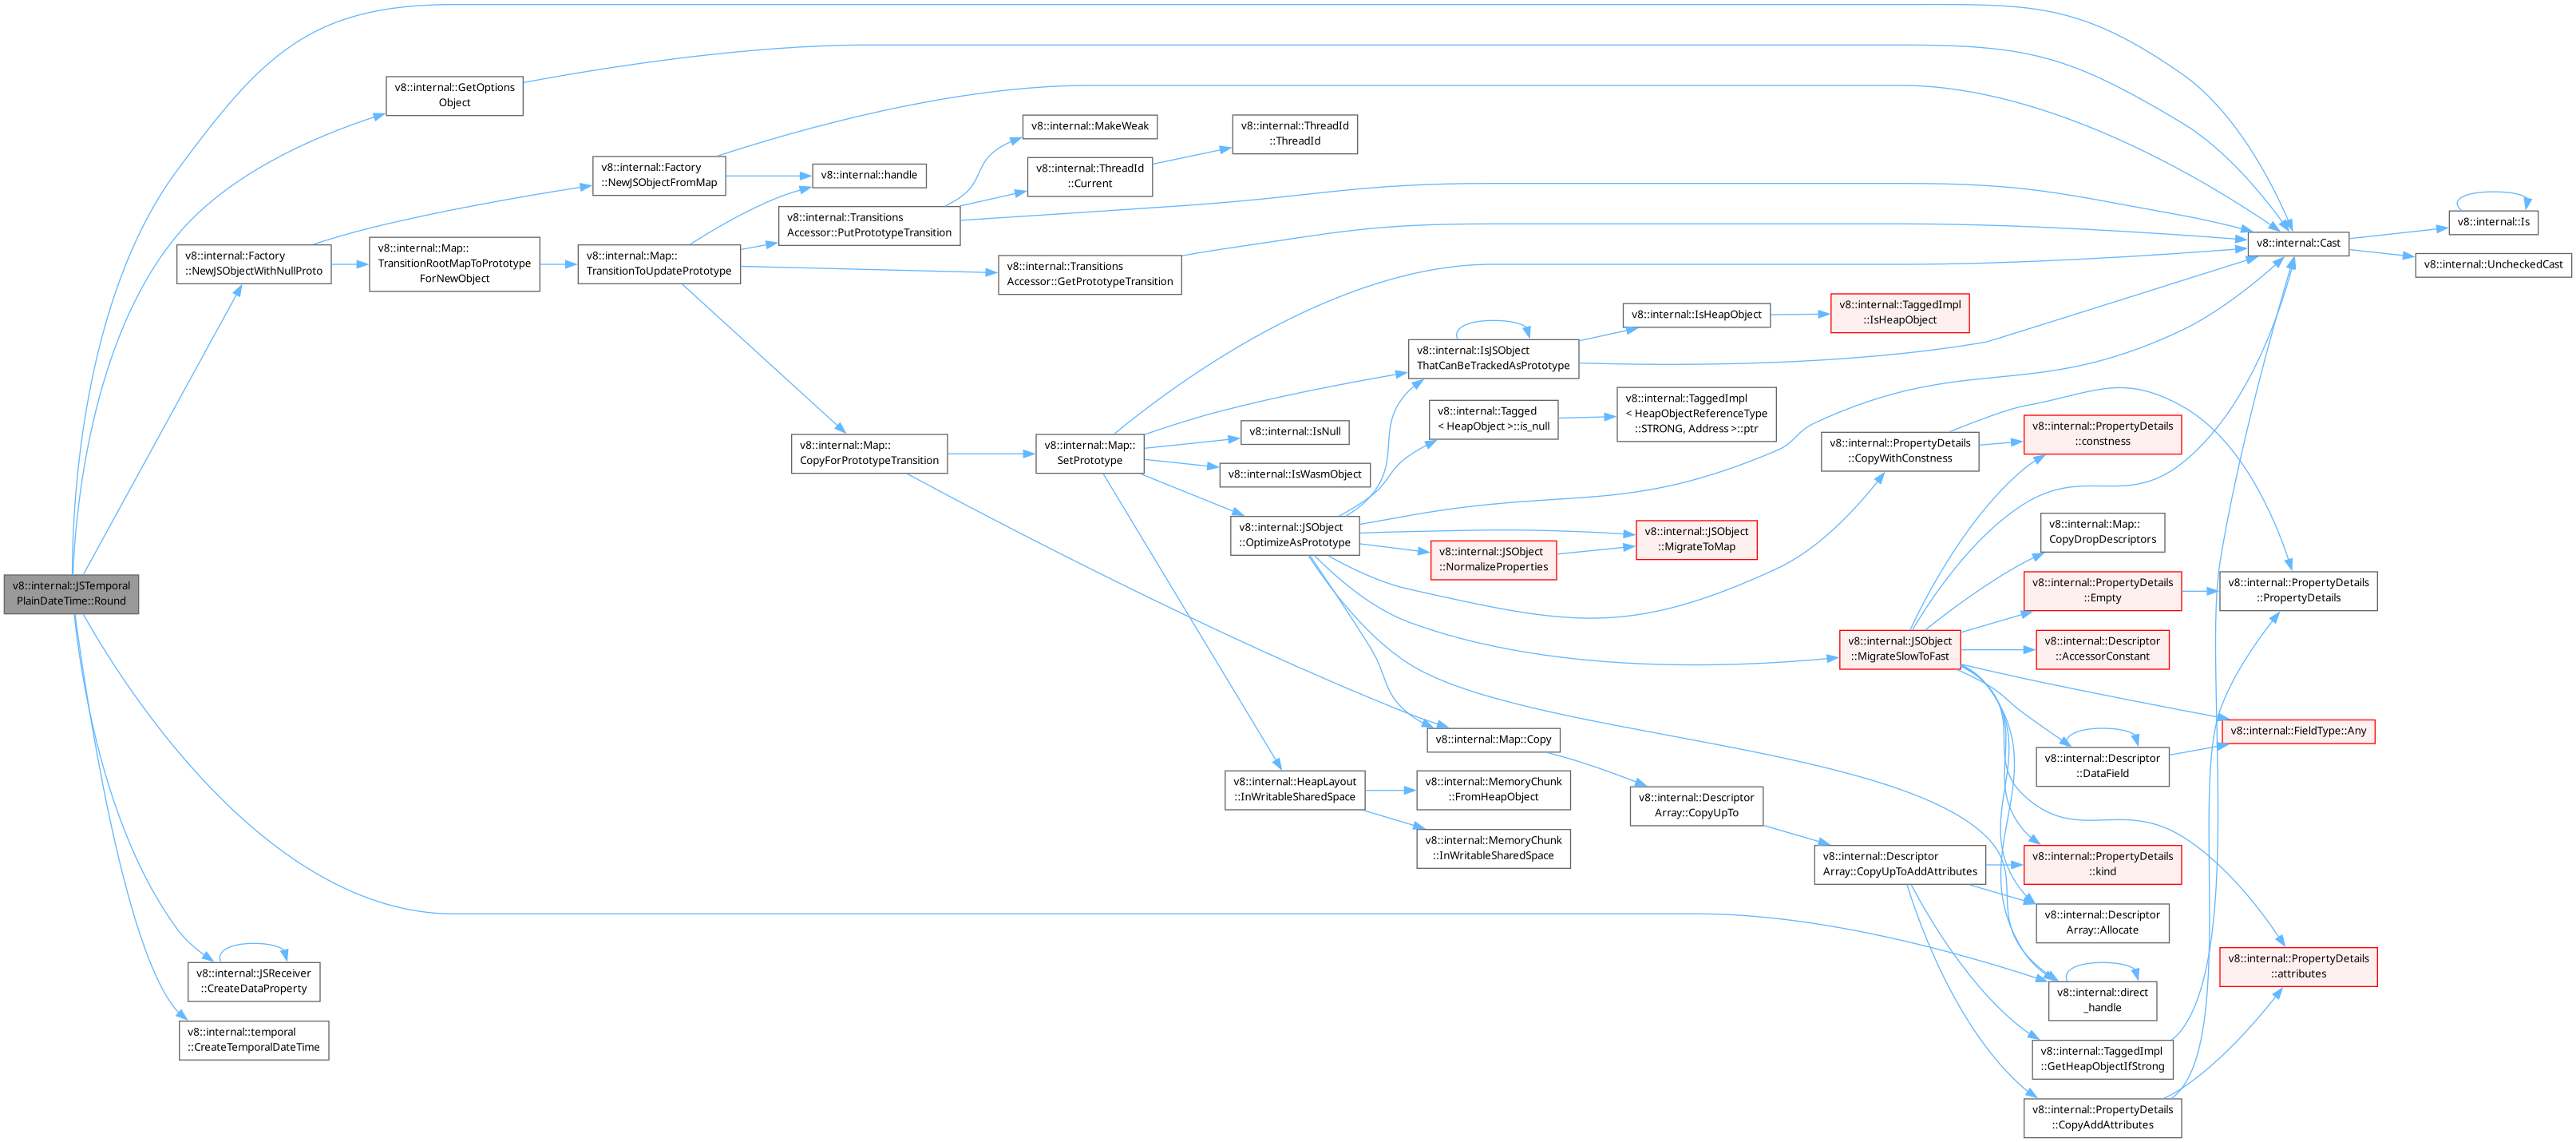 v8::internal::JSTemporal
PlainDateTime::Round
v8::internal::GetOptions
Object
v8::internal::Factory
::NewJSObjectWithNullProto
v8::internal::JSReceiver
::CreateDataProperty
v8::internal::temporal
::CreateTemporalDateTime
v8::internal::Map::
TransitionRootMapToPrototype
ForNewObject
v8::internal::Factory
::NewJSObjectFromMap
v8::internal::Map::
TransitionToUpdatePrototype
v8::internal::handle
v8::internal::Transitions
Accessor::PutPrototypeTransition
v8::internal::Map::
CopyForPrototypeTransition
v8::internal::MakeWeak
v8::internal::ThreadId
::Current
v8::internal::Transitions
Accessor::GetPrototypeTransition
v8::internal::Map::
SetPrototype
v8::internal::ThreadId
::ThreadId
v8::internal::IsNull
v8::internal::IsWasmObject
v8::internal::JSObject
::OptimizeAsPrototype
v8::internal::HeapLayout
::InWritableSharedSpace
v8::internal::IsJSObject
ThatCanBeTrackedAsPrototype
v8::internal::Tagged
< HeapObject >::is_null
v8::internal::JSObject
::NormalizeProperties
v8::internal::Map::Copy
v8::internal::MemoryChunk
::FromHeapObject
v8::internal::MemoryChunk
::InWritableSharedSpace
v8::internal::IsHeapObject
v8::internal::TaggedImpl
< HeapObjectReferenceType
::STRONG, Address >::ptr
v8::internal::JSObject
::MigrateToMap
v8::internal::Descriptor
Array::CopyUpTo
v8::internal::TaggedImpl
::IsHeapObject
v8::internal::PropertyDetails
::CopyWithConstness
v8::internal::JSObject
::MigrateSlowToFast
v8::internal::Descriptor
Array::CopyUpToAddAttributes
v8::internal::PropertyDetails
::constness
v8::internal::Map::
CopyDropDescriptors
v8::internal::PropertyDetails
::Empty
v8::internal::Descriptor
::AccessorConstant
v8::internal::Descriptor
::DataField
v8::internal::PropertyDetails
::kind
v8::internal::Descriptor
Array::Allocate
v8::internal::direct
_handle
v8::internal::TaggedImpl
::GetHeapObjectIfStrong
v8::internal::PropertyDetails
::CopyAddAttributes
v8::internal::Cast
v8::internal::PropertyDetails
::PropertyDetails
v8::internal::FieldType::Any
v8::internal::PropertyDetails
::attributes
v8::internal::Is
v8::internal::UncheckedCast